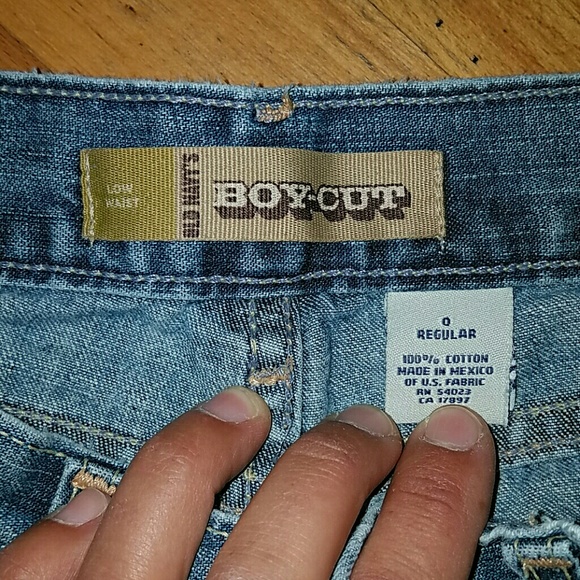 LOW
WAIST
OLD NAVY'S
BOY-CUT
0
REGULAR
100% COTTON
MADE IN MEXICO
OF U.S. FABRIC
RN 54023
CA 17897